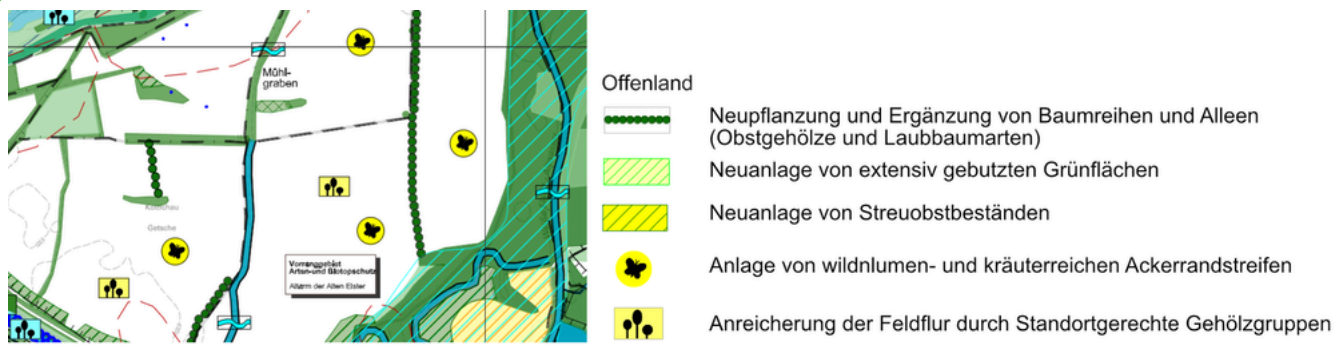 Mühl-
graben
Getsche
Vorranggebiet
Arten-und Biotopschutz
Altarm der Alten Elster
Offenland
Neupflanzung und Ergänzung von Baumreihen und Alleen
(Obstgehölze und Laubbaumarten)
Neuanlage von extensiv gebutzten Grünflächen
Neuanlage von Streuobstbeständen
Anlage von wildnlumen- und kräuterreichen Ackerrandstreifen
Anreicherung der Feldflur durch Standortgerechte Gehölzgruppen